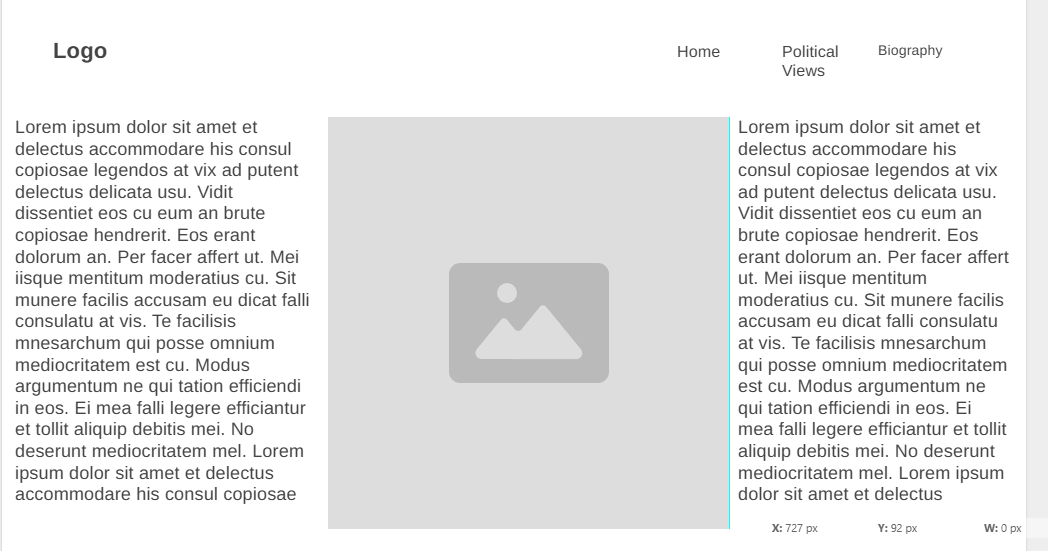 Logo
Home
Political
Views
Biography
Lorem ipsum dolor sit amet et
delectus accommodare his consul
copiosae legendos at vix ad putent
delectus delicata usu. Vidit
dissentiet eos cu eum an brute
copiosae hendrerit. Eos erant
dolorum an. Per facer affert ut. Mei
iisque mentitum moderatius cu. Sit
munere facilis accusam eu dicat falli
consulatu at vis. Te facilisis
mnesarchum qui posse omnium
mediocritatem est cu. Modus
argumentum ne qui tation efficiendi
in eos. Ei mea falli legere efficiantur
et tollit aliquip debitis mei. No
deserunt mediocritatem mel. Lorem
ipsum dolor sit amet et delectus
accommodare his consul copiosae
Lorem ipsum dolor sit amet et
delectus accommodare his
consul copiosae legendos at vix
ad putent delectus delicata usu.
Vidit dissentiet eos cu eum an
brute copiosae hendrerit. Eos
erant dolorum an. Per facer affert
ut. Mei iisque mentitum
moderatius cu. Sit munere facilis
accusam eu dicat falli consulatu
at vis. Te facilisis mnesarchum
qui posse omnium mediocritatem
est cu. Modus argumentum ne
qui tation efficiendi in eos. Ei
mea falli legere efficiantur et tollit
aliquip debitis mei. No deserunt
mediocritatem mel. Lorem ipsum
dolor sit amet et delectus
X: 727 px Y: 92 px W: 0 px